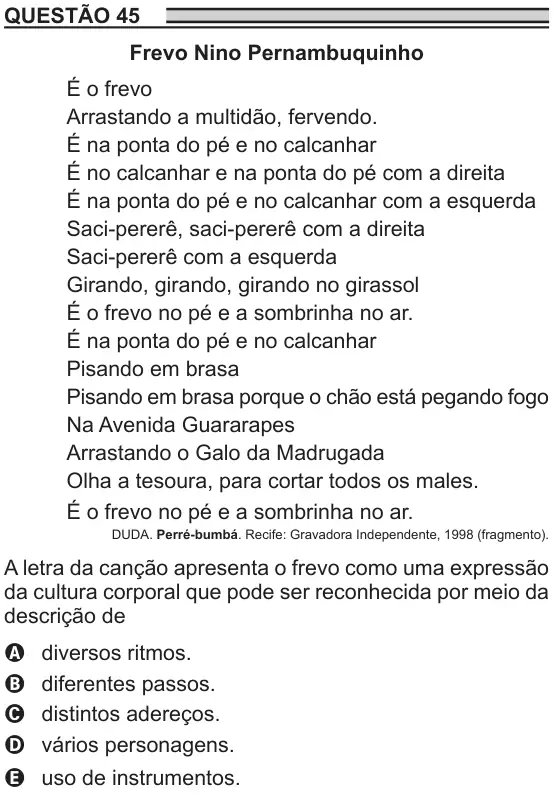 QUESTÃO 45
Frevo Nino Pernambuquinho
É o frevo
Arrastando a multidão, fervendo.
É na ponta do pé e no calcanhar
É no calcanhar e na ponta do pé com a direita
É na ponta do pé e no calcanhar com a esquerda
Saci-pererê, saci-pererê com a direita
Saci-pererê com a esquerda
Girando, girando, girando no girassol
É o frevo no pé e a sombrinha no ar.
É na ponta do pé e no calcanhar
Pisando em brasa
Pisando em brasa porque o chão está pegando fogo
Na Avenida Guararapes
Arrastando o Galo da Madrugada
Olha a tesoura, para cortar todos os males.
É o frevo no pé e a sombrinha no ar.
DUDA. Perré-bumbá. Recife: Gravadora Independente, 1998 (fragmento).
A letra da canção apresenta o frevo como uma expressão
da cultura corporal que pode ser reconhecida por meio da
descrição de
A diversos ritmos.
B diferentes passos.
C distintos adereços.
D vários personagens.
E uso de instrumentos.